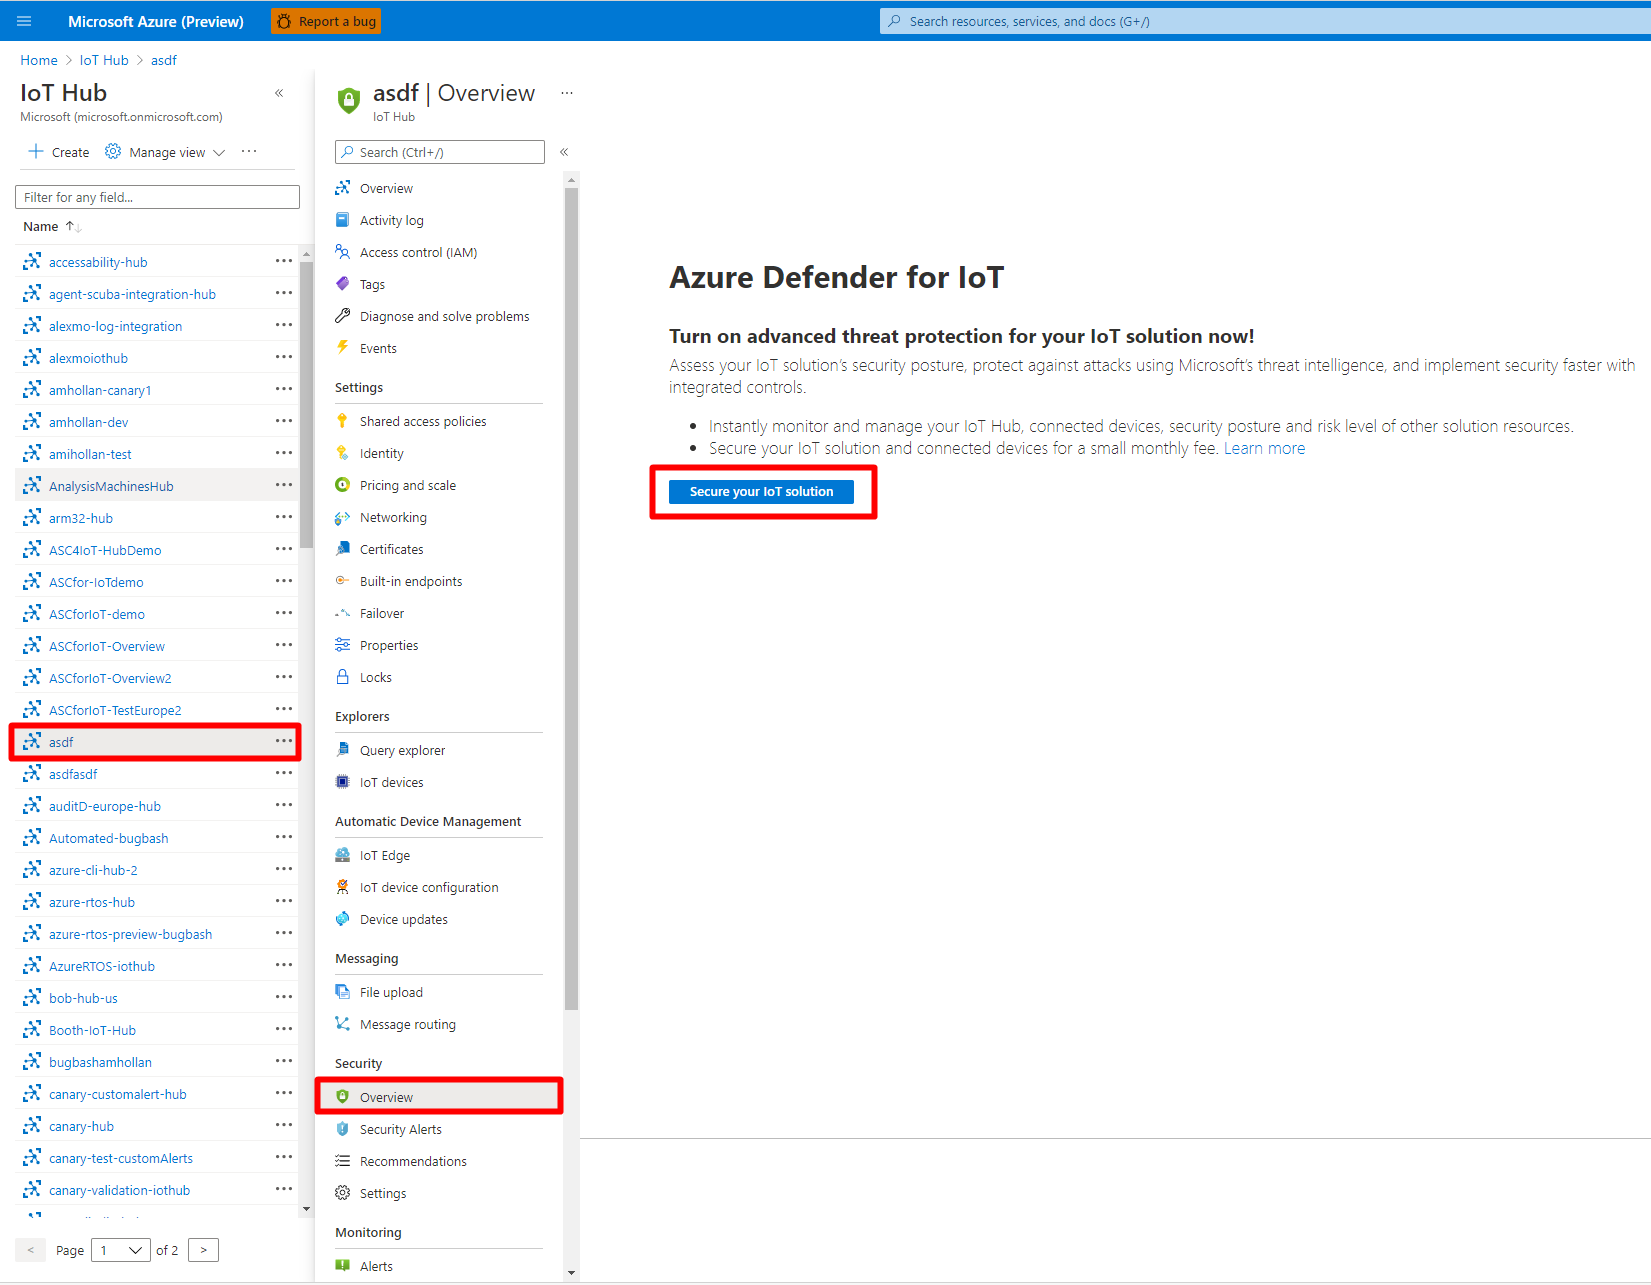 Microsoft Azure (Preview)
Report a bug
Search resources, services, and docs (G+/)
Home > IoT Hub > asdf
IoT Hub
«
Microsoft (microsoft.onmicrosoft.com)
+ Create
Manage view
...
Filter for any field...
Name ↑↓
accessability-hub ...
agent-scuba-integration-hub ...
alexmo-log-integration ...
alexmoiothub ...
amhollan-canary1 ...
amhollan-dev ...
amihollan-test ...
AnalysisMachinesHub ...
arm32-hub ...
ASC4IoT-HubDemo ...
ASCfor-IoTdemo ...
ASCforIoT-demo ...
ASCforIoT-Overview ...
ASCforIoT-Overview2 ...
ASCforIoT-TestEurope2 ...
asdf ...
asdfasdf ...
auditD-europe-hub ...
Automated-bugbash ...
azure-cli-hub-2 ...
azure-rtos-hub ...
azure-rtos-preview-bugbash ...
AzureRTOS-iothub ...
bob-hub-us ...
Booth-IoT-Hub ...
bugbashamhollan ...
canary-customalert-hub ...
canary-hub ...
canary-test-customAlerts ...
canary-validation-iothub ...
< Page 1 of 2 >
asdf | Overview ...
IoT Hub
Search (Ctrl+/)
«
Overview
Activity log
Access control (IAM)
Tags
Diagnose and solve problems
Events
Settings
Shared access policies
Identity
Pricing and scale
Networking
Certificates
Built-in endpoints
Failover
Properties
Locks
Explorers
Query explorer
IoT devices
Automatic Device Management
IoT Edge
IoT device configuration
Device updates
Messaging
File upload
Message routing
Security
Overview
Security Alerts
Recommendations
Settings
Monitoring
Alerts
Azure Defender for IoT
Turn on advanced threat protection for your IoT solution now!
Assess your IoT solution's security posture, protect against attacks using Microsoft's threat intelligence, and implement security faster with
integrated controls.
• Instantly monitor and manage your IoT Hub, connected devices, security posture and risk level of other solution resources.
• Secure your IoT solution and connected devices for a small monthly fee. Learn more
Secure your IoT solution